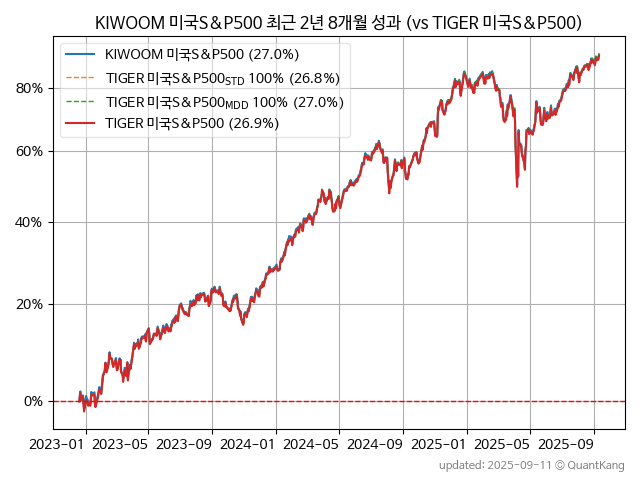 KIWOOM 미국S&P500 최근 2년 8개월 성과 (vs TIGER 미국S&P500)
KIWOOM 미국S&P500 (27.0%)
TIGER 미국S&P500STD 100% (26.8%)
TIGER 미국S&P500MDD 100% (27.0%)
TIGER 미국S&P500 (26.9%)
80%
60%
40%
20%
0%
2023-01 2023-05 2023-09 2024-01 2024-05 2024-09 2025-01 2025-05 2025-09
updated: 2025-09-11 © QuantKang